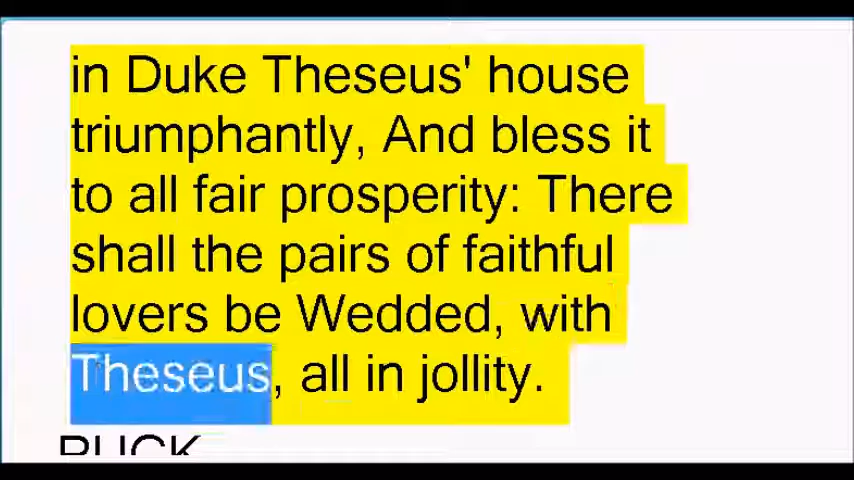 in Duke Theseus' house
triumphantly, And bless it
to all fair prosperity: There
shall the pairs of faithful
lovers be Wedded, with
Theseus, all in jollity.
PUCK